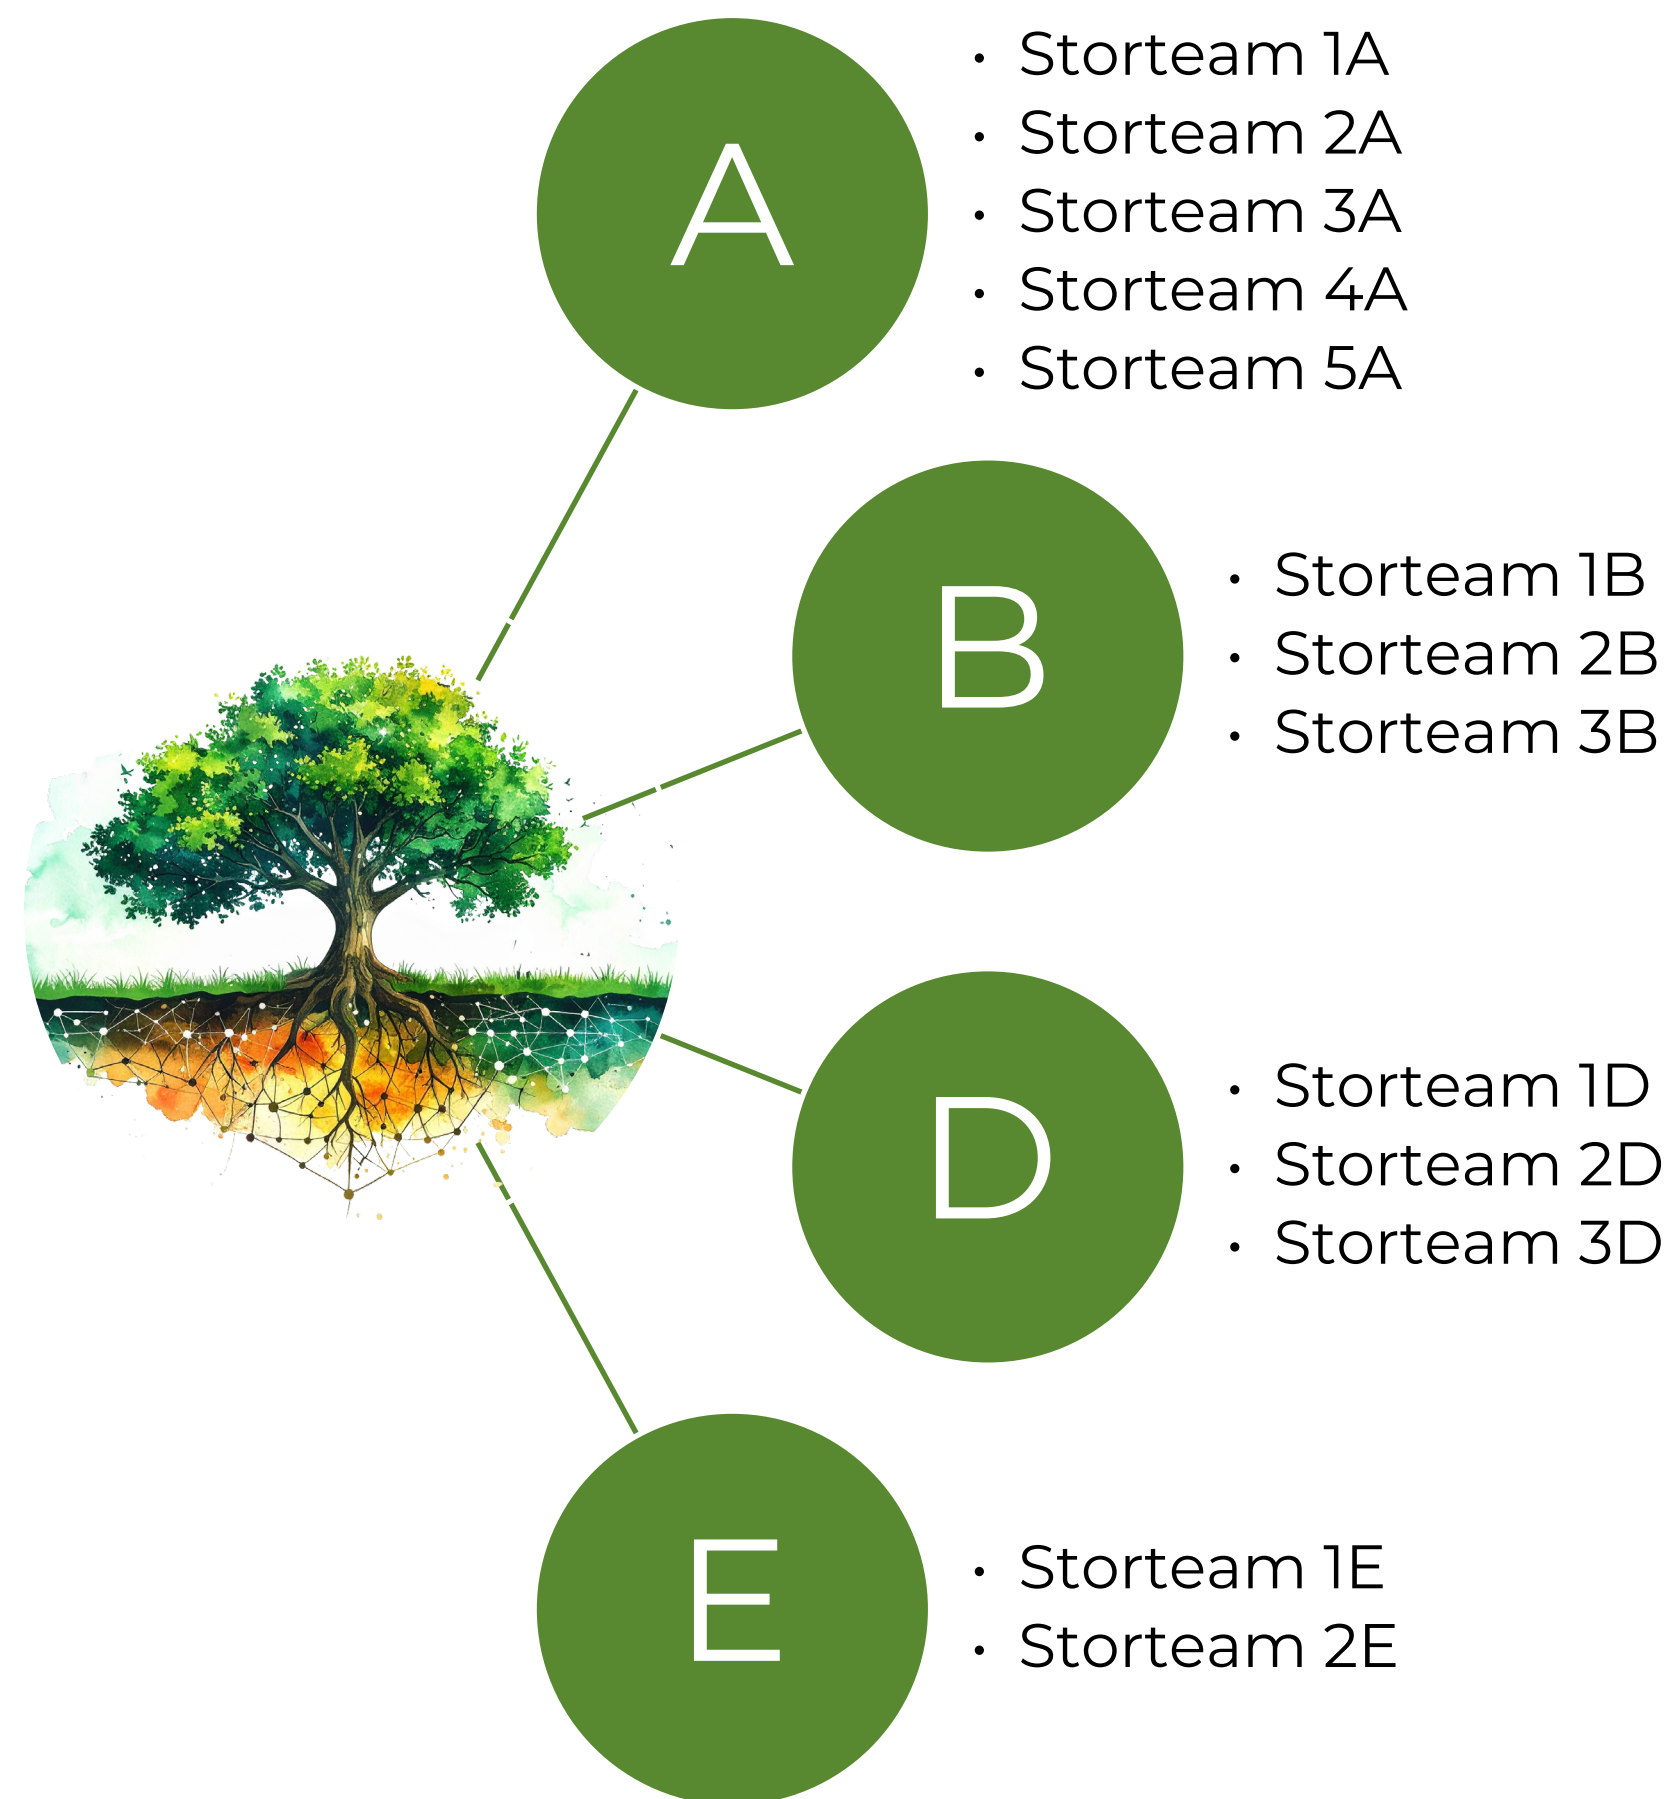 A
• Storteam 1A
• Storteam 2A
• Storteam 3A
• Storteam 4A
• Storteam 5A
B
• Storteam 1B
• Storteam 2B
• Storteam 3B
D
• Storteam 1D
• Storteam 2D
• Storteam 3D
E
• Storteam 1E
• Storteam 2E